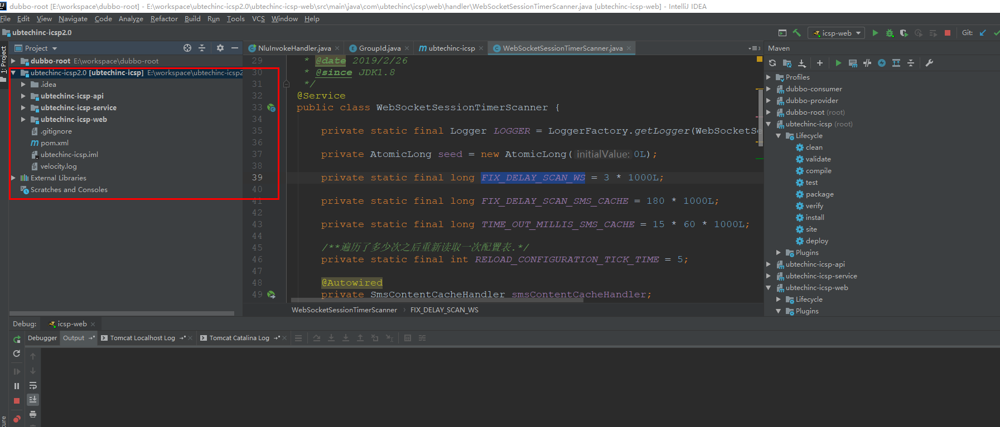 dubbo-root [E:\workspace\dubbo-root] - E:\workspace\ubtechinc-icsp2.0\ubtechinc-icsp-web\src\main\java\com\ubtechinc\icsp\web\handler\WebSocketSessionTimerScanner.java [ubtechinc-icsp-web] - IntelliJ IDEA
File Edit View Navigate Code Analyze Refactor Build Run Tools VCS Window Help
ubtechinc-icsp2.0
icsp-web
Git:
1: Project
Project
dubbo-root E:\workspace\dubbo-root
ubtechinc-icsp2.0 [ubtechinc-icsp] E:\workspace\ubtechinc-icsp2
.idea
ubtechinc-icsp-api
ubtechinc-icsp-service
ubtechinc-icsp-web
.gitignore
pom.xml
ubtechinc-icsp.iml
velocity.log
External Libraries
Scratches and Consoles
NluInvokeHandler.java
GroupId.java
ubtechinc-icsp
WebSocketSessionTimerScanner.java
29 * @date 2019/2/26
30 * @since JDK1.8
31 */
32 @Service
33 public class WebSocketSessionTimerScanner {
34
35 private static final Logger LOGGER = LoggerFactory.getLogger(WebSocketSe
36
37 private AtomicLong seed = new AtomicLong( initialValue: 0L);
38
39 private static final long FIX_DELAY_SCAN_WS = 3 * 1000L;
40
41 private static final long FIX_DELAY_SCAN_SMS_CACHE = 180 * 1000L;
42
43 private static final long TIME_OUT_MILLIS_SMS_CACHE = 15 * 60 * 1000L;
44
45 /**遍历了多少次之后重新读取一次配置表.*/
46 private static final int RELOAD_CONFIGURATION_TICK_TIME = 5;
47
48 @Autowired
49 private SmsContentCacheHandler smsContentCacheHandler;
WebSocketSessionTimerScanner › FIX_DELAY_SCAN_WS
Maven
Profiles
dubbo-consumer
dubbo-provider
dubbo-root (root)
ubtechinc-icsp (root)
Lifecycle
clean
validate
compile
test
package
verify
install
site
deploy
Plugins
ubtechinc-icsp-api
ubtechinc-icsp-service
ubtechinc-icsp-web
Lifecycle
Plugins
Debug: icsp-web
Debugger Output Tomcat Localhost Log Tomcat Catalina Log